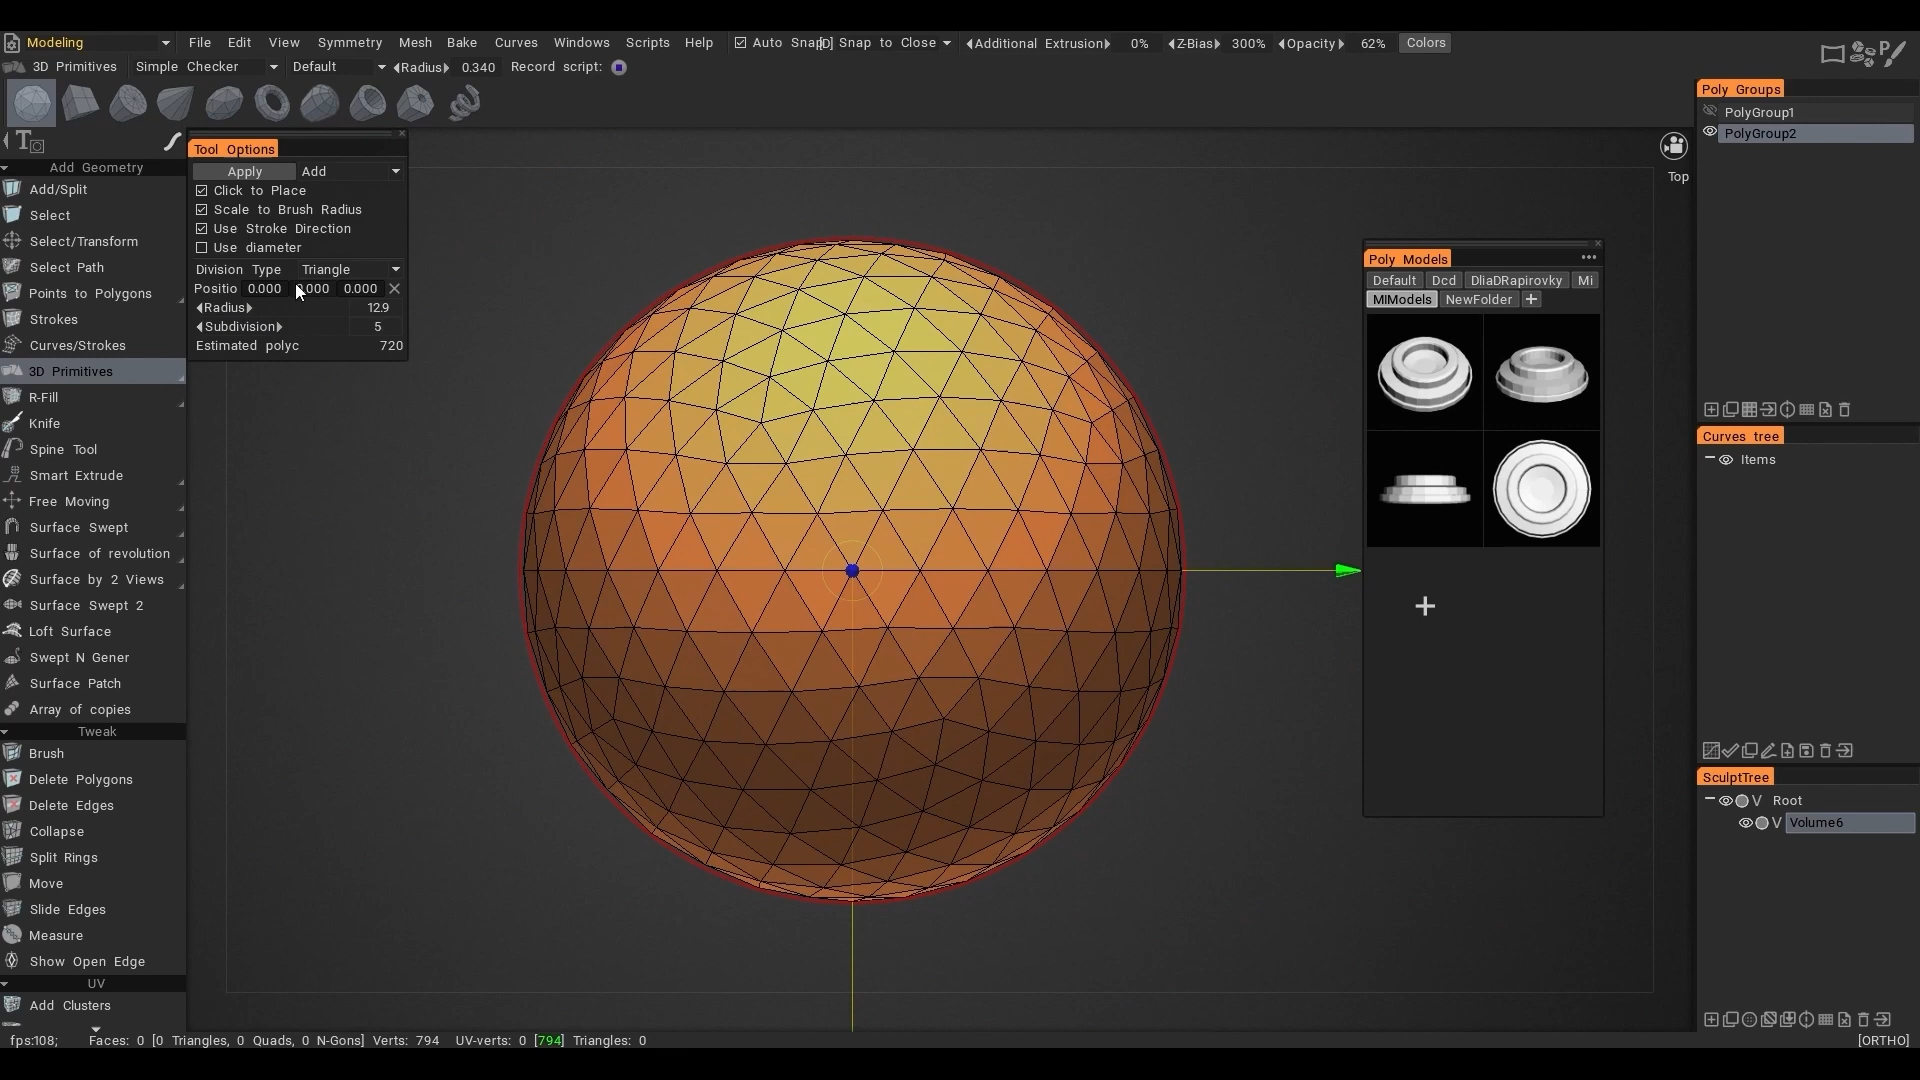 Modeling File Edit View Symmetry Mesh Bake Curves Windows Scripts Help Auto Snap Snap to Close Additional Extrusion 0% Z-Bias 300% Opacity 62% Colors
3D Primitives Simple Checker Default Radius 0.340 Record script:
Poly Groups
PolyGroup1
PolyGroup2
Tool Options
Apply Add
Click to Place
Scale to Brush Radius
Use Stroke Direction
Use diameter
Division Type Triangle
Positio 0.000 0.000
Radius 12.9
Subdivision 5
Estimated polyc 720
Add Geometry
Add/Split
Select
Select/Transform
Select Path
Points to Polygons
Strokes
Curves/Strokes
3D Primitives
R-Fill
Knife
Spine Tool
Smart Extrude
Free Moving
Surface Swept
Surface of revolution
Surface by 2 Views
Surface Swept 2
Loft Surface
Swept N Gener
Surface Patch
Array of copies
Tweak
Brush
Delete Polygons
Delete Edges
Collapse
Split Rings
Move
Slide Edges
Measure
Show Open Edge
UV
Add Clusters
Top
Poly Models
Default Dcd DliaDRapirovky Mi
MIModels NewFolder +
Curves tree
Items
SculptTree
V Root
V Volume6
fps:108; Faces: 0 [0 Triangles, 0 Quads, 0 N-Gons] Verts: 794 UV-verts: 0 [794] Triangles: 0 [ORTHO]